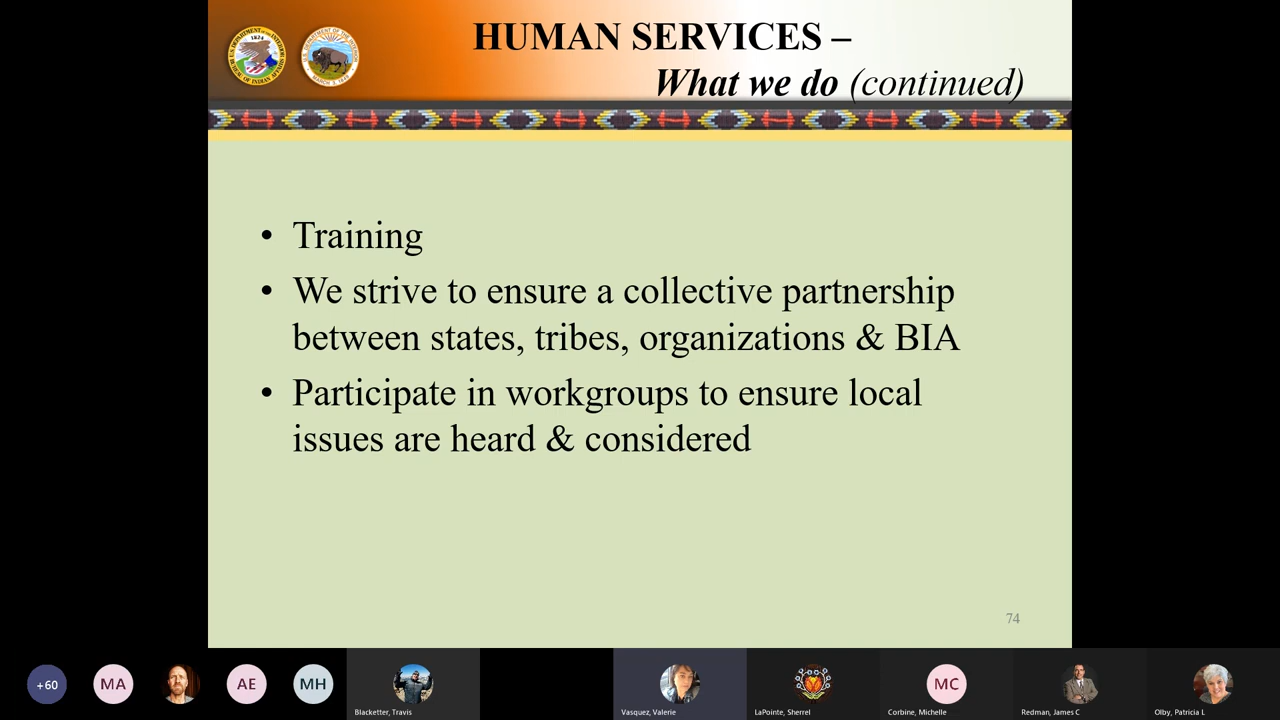 HUMAN SERVICES –
What we do (continued)
• Training
• We strive to ensure a collective partnership
between states, tribes, organizations & BIA
• Participate in workgroups to ensure local
issues are heard & considered
74
+60
MA
AE
MH
MC
Blacketter, Travis
Vasquez, Valerie
LaPointe, Sherrel
Corbine, Michelle
Redman, James C
Olby, Patricia L